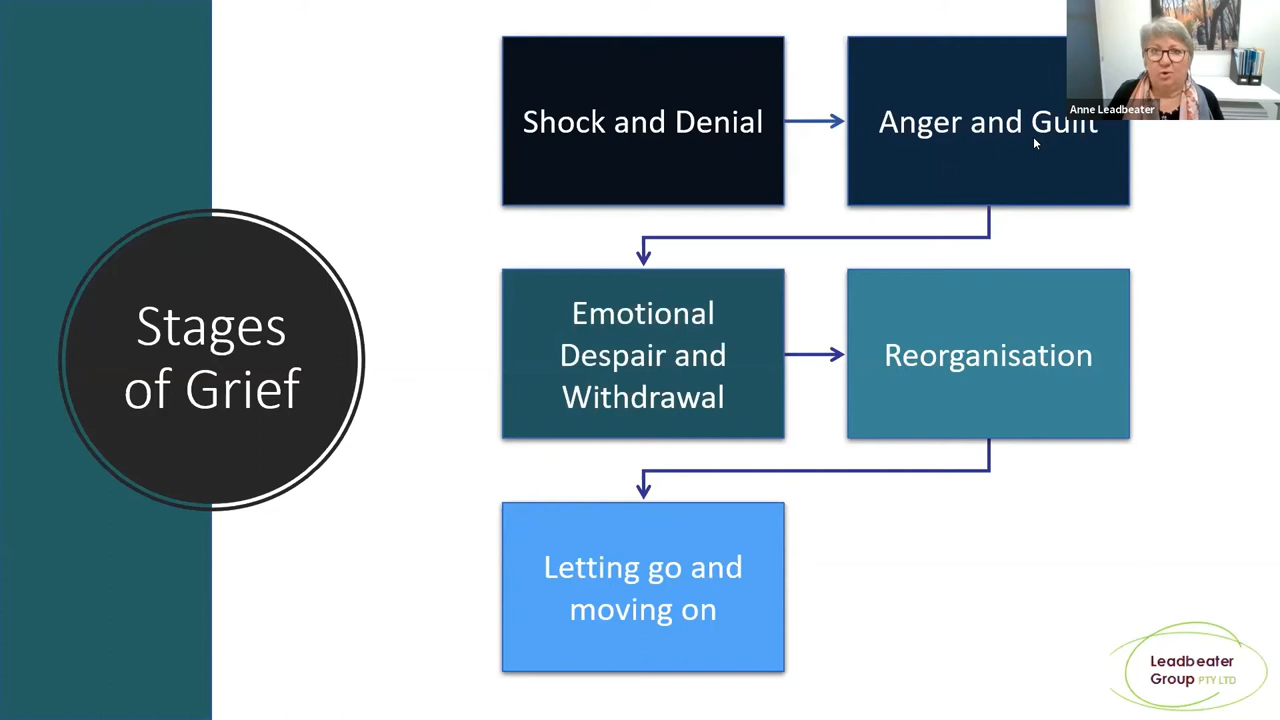 Stages
of Grief
Shock and Denial
Anger and Guilt
Anne Leadbeater
Emotional
Despair and
Withdrawal
Reorganisation
Letting go and
moving on
Leadbeater
Group PTY LTD